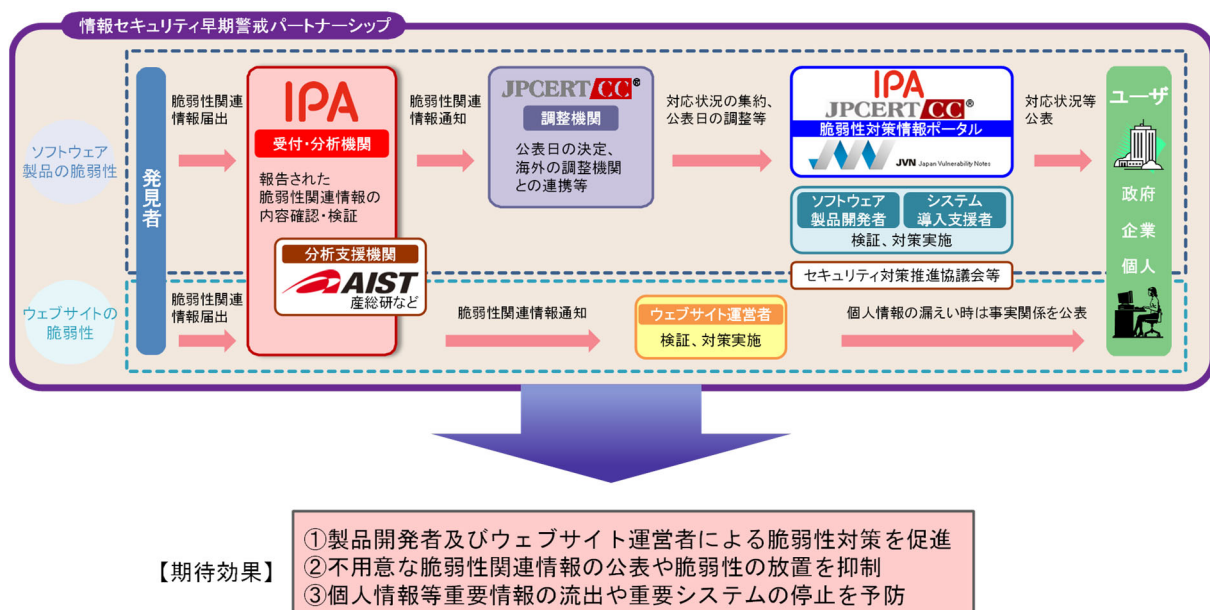 情報セキュリティ早期警戒パートナーシップ
ソフトウェア
製品の脆弱性
発見者
脆弱性関連
情報届出
IPA
受付・分析機関
報告された
脆弱性関連情報の
内容確認・検証
分析支援機関
AIST
産総研など
脆弱性関連
情報通知
JPCERT CC®
調整機関
公表日の決定、
海外の調整機関
との連携等
対応状況の集約、
公表日の調整等
IPA
JPCERT CC®
脆弱性対策情報ポータル
JVN Japan Vulnerability Notes
ソフトウェア
製品開発者
システム
導入支援者
検証、対策実施
セキュリティ対策推進協議会等
対応状況等
公表
ユーザ
政府
企業
個人
ウェブサイトの
脆弱性
脆弱性関連
情報届出
脆弱性関連情報通知
ウェブサイト運営者
検証、対策実施
個人情報の漏えい時は事実関係を公表
【期待効果】
①製品開発者及びウェブサイト運営者による脆弱性対策を促進
②不用意な脆弱性関連情報の公表や脆弱性の放置を抑制
③個人情報等重要情報の流出や重要システムの停止を予防